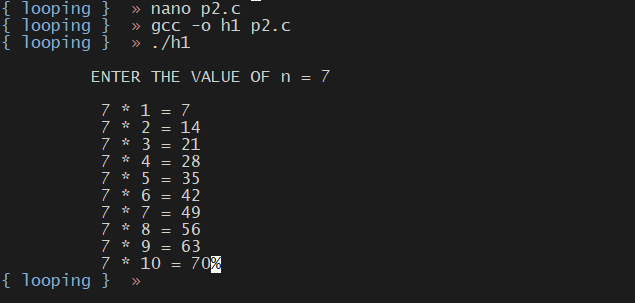 { looping } » nano p2.c
{ looping } » gcc -o h1 p2.c
{ looping } » ./h1
ENTER THE VALUE OF n = 7
7 * 1 = 7
7 * 2 = 14
7 * 3 = 21
7 * 4 = 28
7 * 5 = 35
7 * 6 = 42
7 * 7 = 49
7 * 8 = 56
7 * 9 = 63
7 * 10 = 70%
{ looping } »